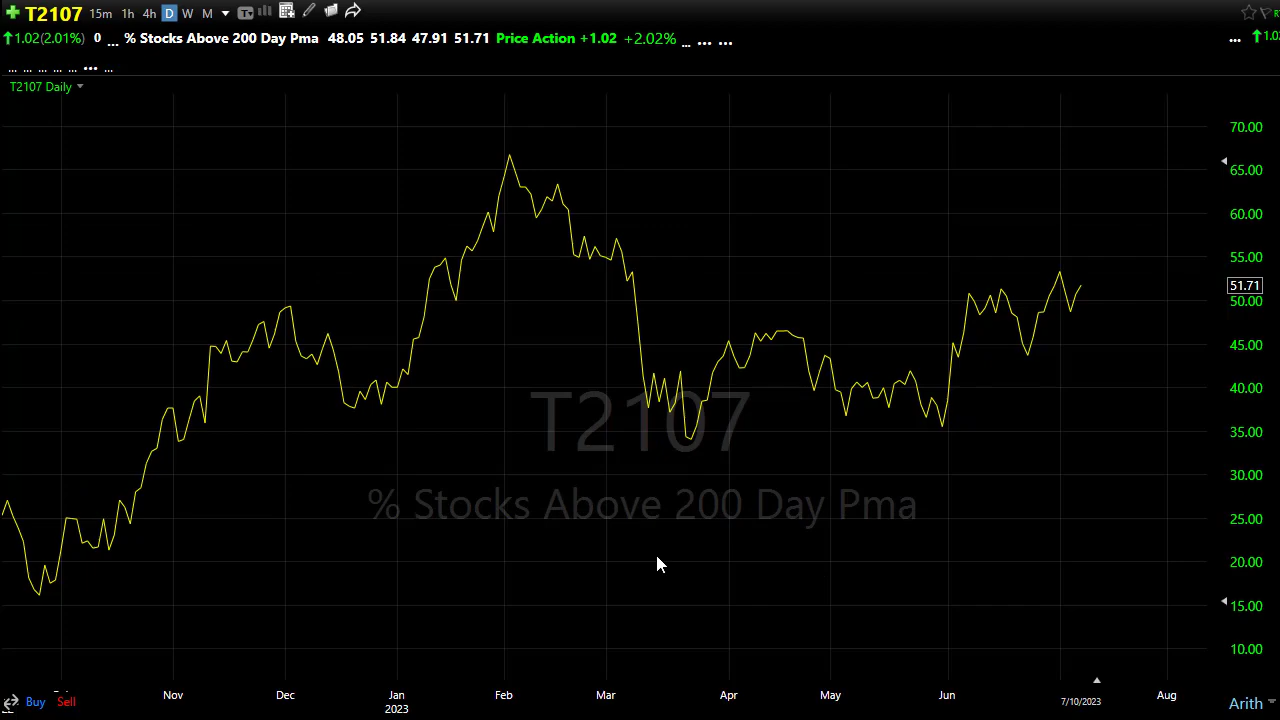 T2107 15m 1h 4h D W M
↑1.02(2.01%) 0 ... % Stocks Above 200 Day Pma 48.05 51.84 47.91 51.71 Price Action +1.02 +2.02% ... ... ... ... ↑1.02
... ... ... ... ... ... ...
T2107 Daily
70.00
65.00
60.00
55.00
51.71
50.00
45.00
40.00
T2107
35.00
30.00
% Stocks Above 200 Day Pma
25.00
20.00
15.00
10.00
Nov Dec Jan Feb Mar Apr May Jun 7/10/2023 Aug
Buy Sell Arith
2023